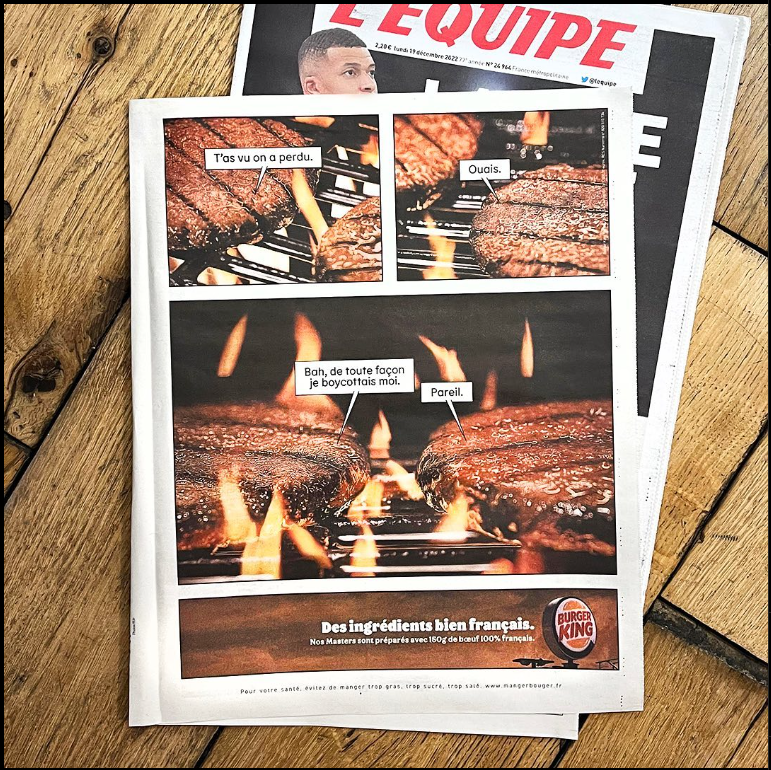 L'EQUIPE
2,20€ lundi 19 décembre 2022 77e année N° 24 964 France métropolitaine
@lequipe
T'as vu on a perdu.
Ouais.
Bah, de toute façon
je boycottais moi.
Pareil.
Des ingrédients bien français.
Nos Masters sont préparés avec 150g de bœuf 100% français.
BURGER
KING
Pour votre santé, évitez de manger trop gras, trop sucré, trop salé. www.mangerbouger.fr